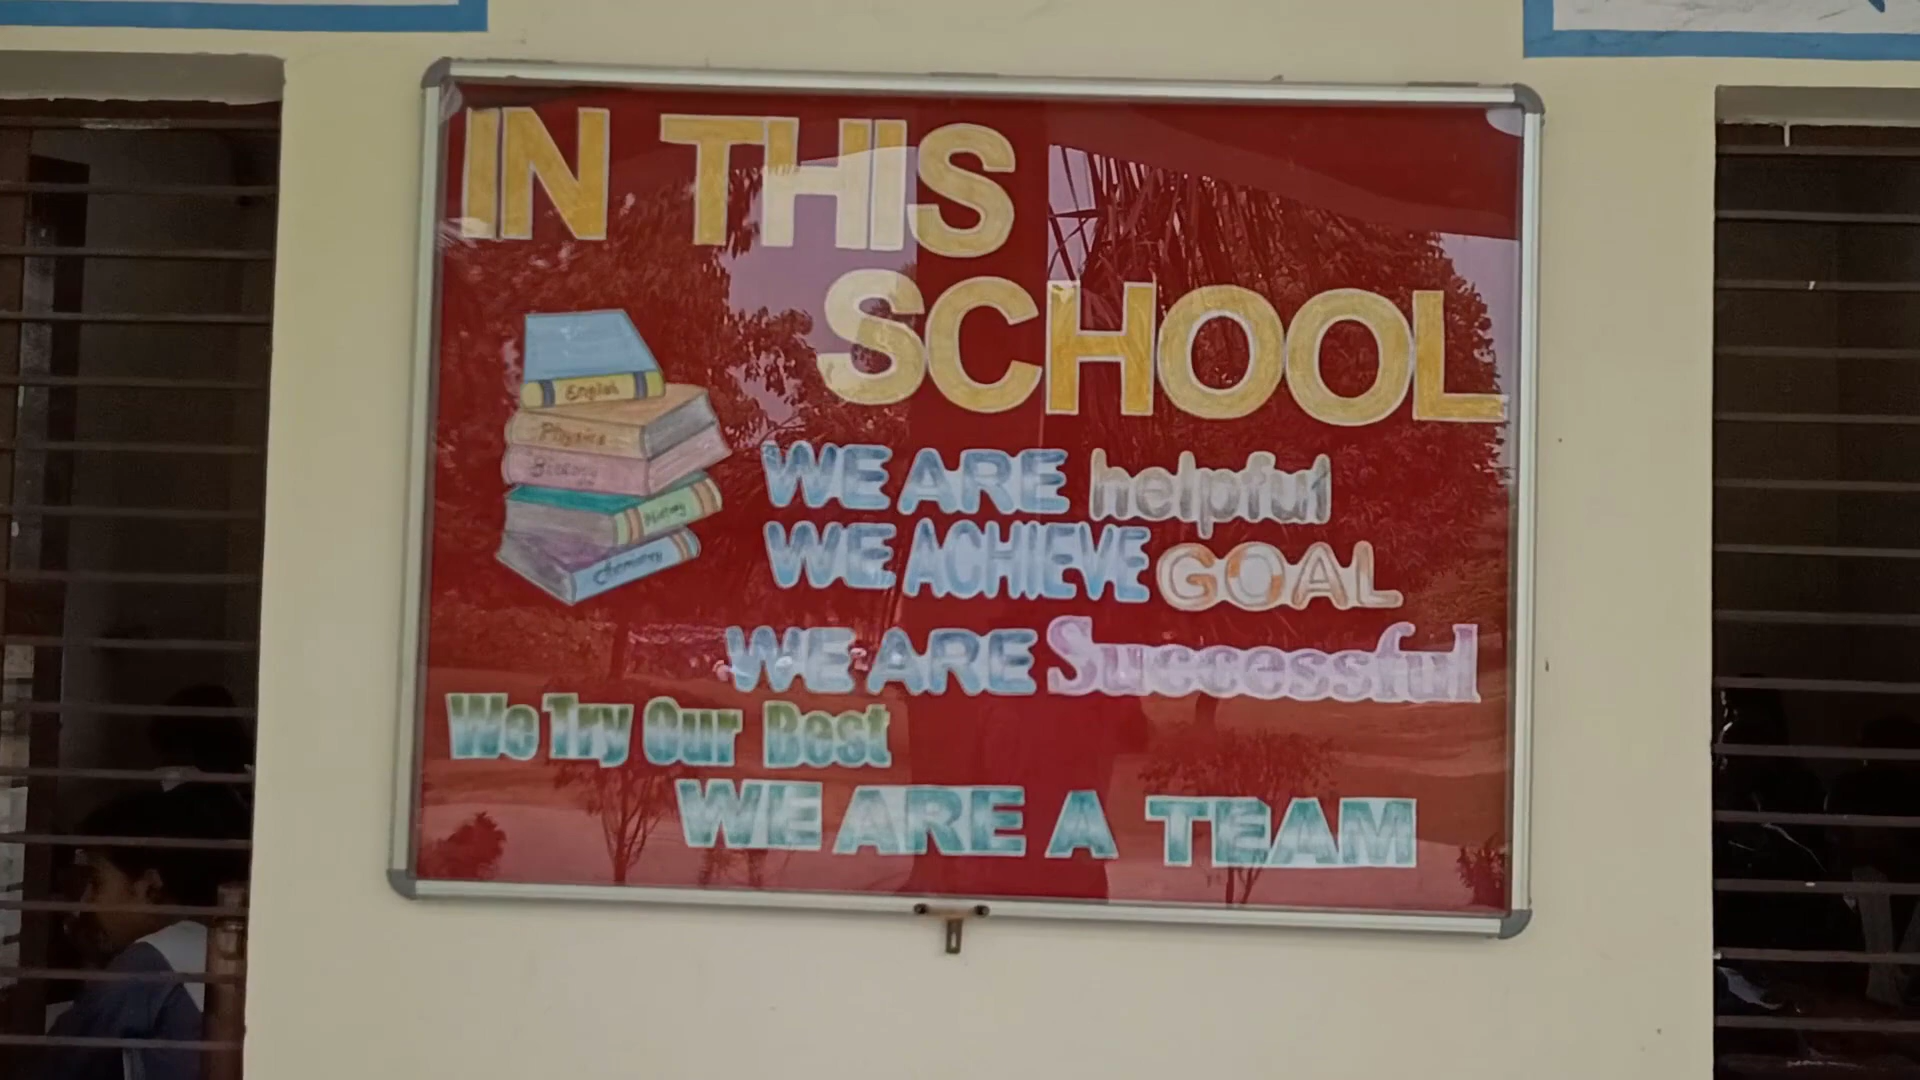 IN THIS
SCHOOL
English
Physics
Biology
History
Chemistry
WE ARE helpful
WE ACHIEVE GOAL
WE ARE Successful
We Try Our Best
WE ARE A TEAM